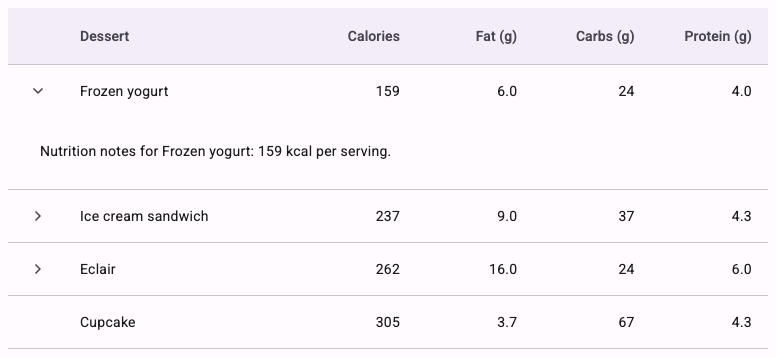 Dessert Calories Fat (g) Carbs (g) Protein (g)
Frozen yogurt 159 6.0 24 4.0
Nutrition notes for Frozen yogurt: 159 kcal per serving.
Ice cream sandwich 237 9.0 37 4.3
Eclair 262 16.0 24 6.0
Cupcake 305 3.7 67 4.3